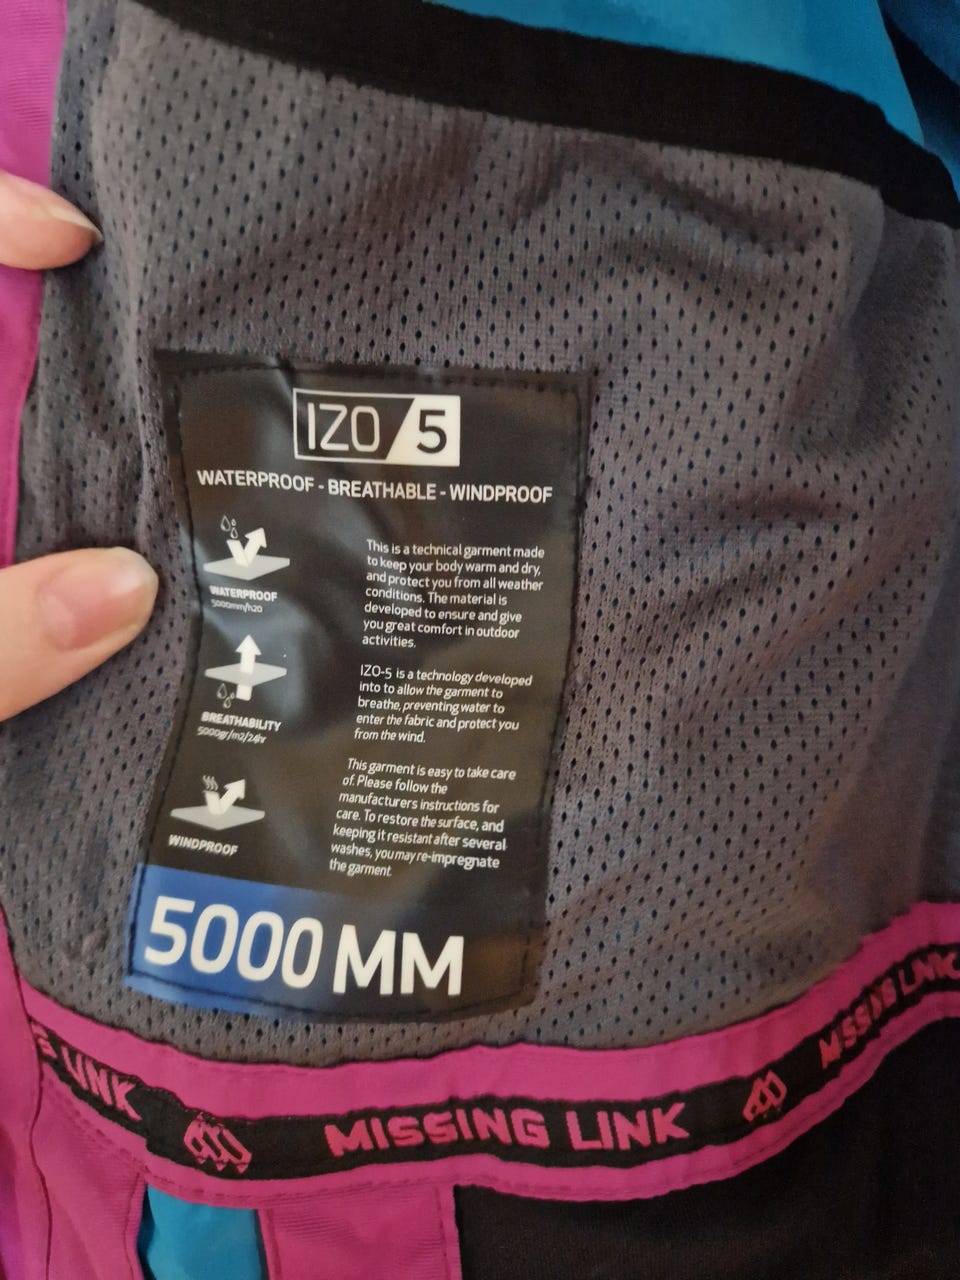 IZO/5
WATERPROOF - BREATHABLE - WINDPROOF
WATERPROOF
5000mm/h20
BREATHABILITY
5000gr/m2/24hr
WINDPROOF
This is a technical garment made
to keep your body warm and dry,
and protect you from all weather
conditions. The material is
developed to ensure and give
you great comfort in outdoor
activities.
IZO-5 is a technology developed
into to allow the garment to
breathe, preventing water to
enter the fabric and protect you
from the wind.
This garment is easy to take care
of. Please follow the
manufacturers instructions for
care. To restore the surface, and
keeping it resistant after several
washes, you may re-impregnate
the garment.
5000 MM
S LINK
MISSING LINK
MISSING LINK